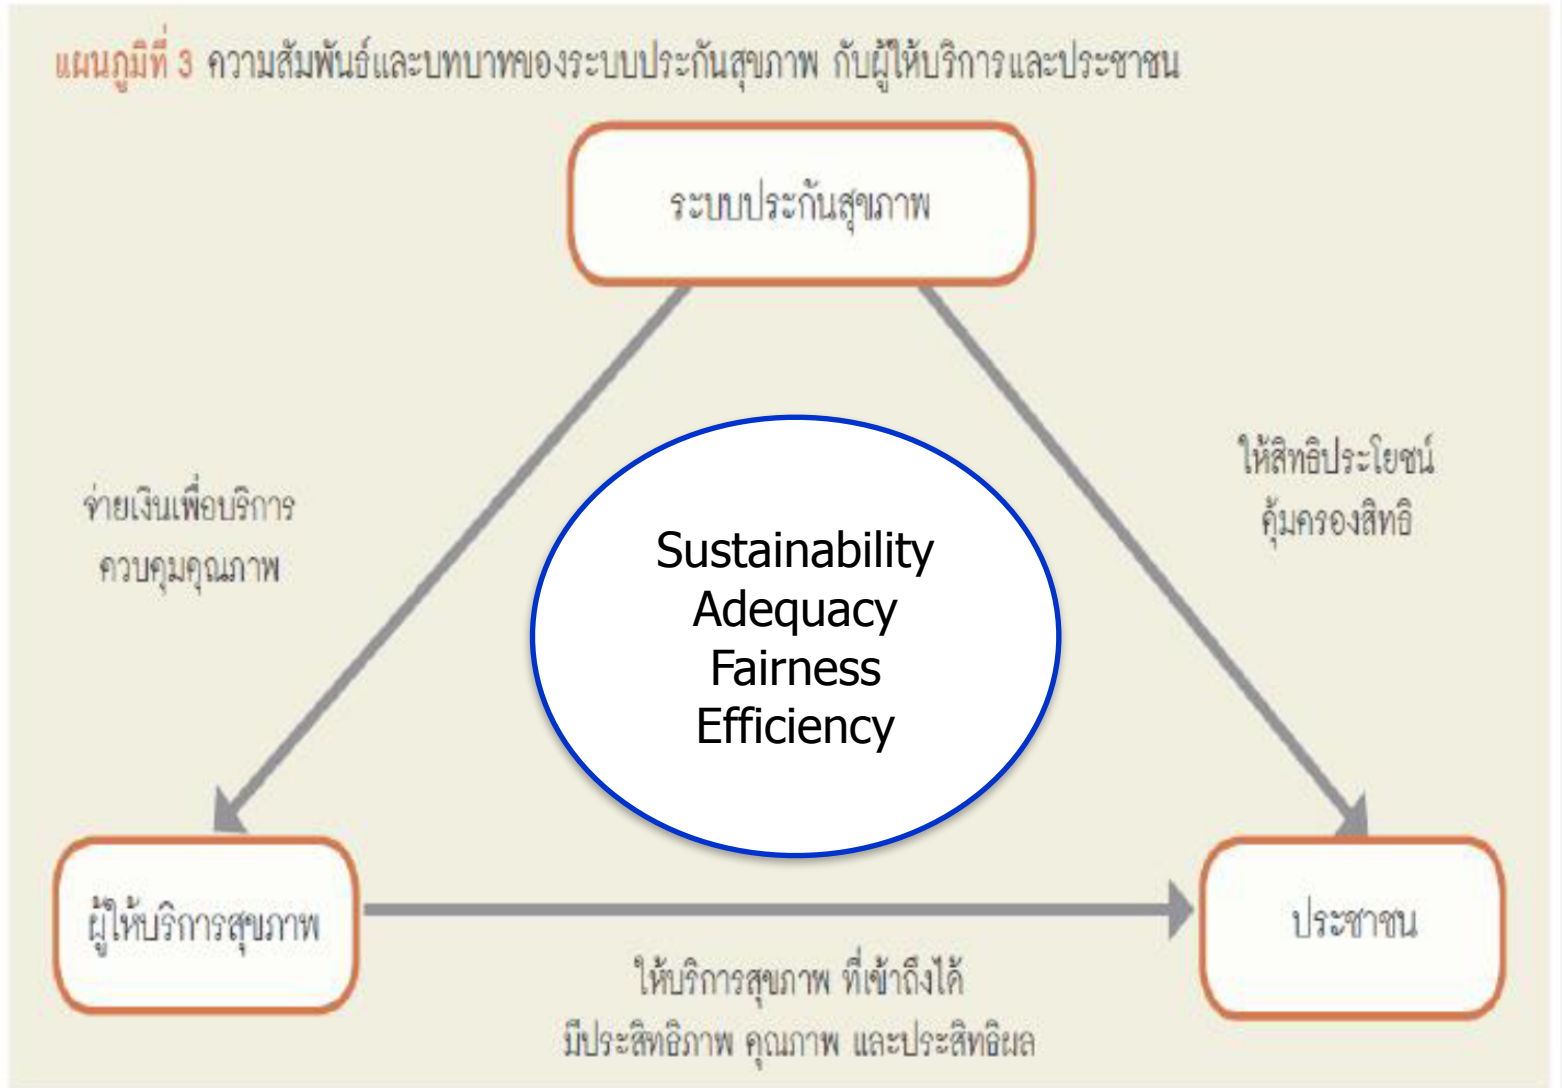 แผนภูมิที่ 3 ความสัมพันธ์และบทบาทของระบบประกันสุขภาพ กับผู้ให้บริการและประชาชน
ระบบประกันสุขภาพ
จ่ายเงินเพื่อบริการ
ควบคุมคุณภาพ
ให้สิทธิประโยชน์
คุ้มครองสิทธิ
Sustainability
Adequacy
Fairness
Efficiency
ผู้ให้บริการสุขภาพ
ประชาชน
ให้บริการสุขภาพ ที่เข้าถึงได้
มีประสิทธิภาพ คุณภาพ และประสิทธิผล